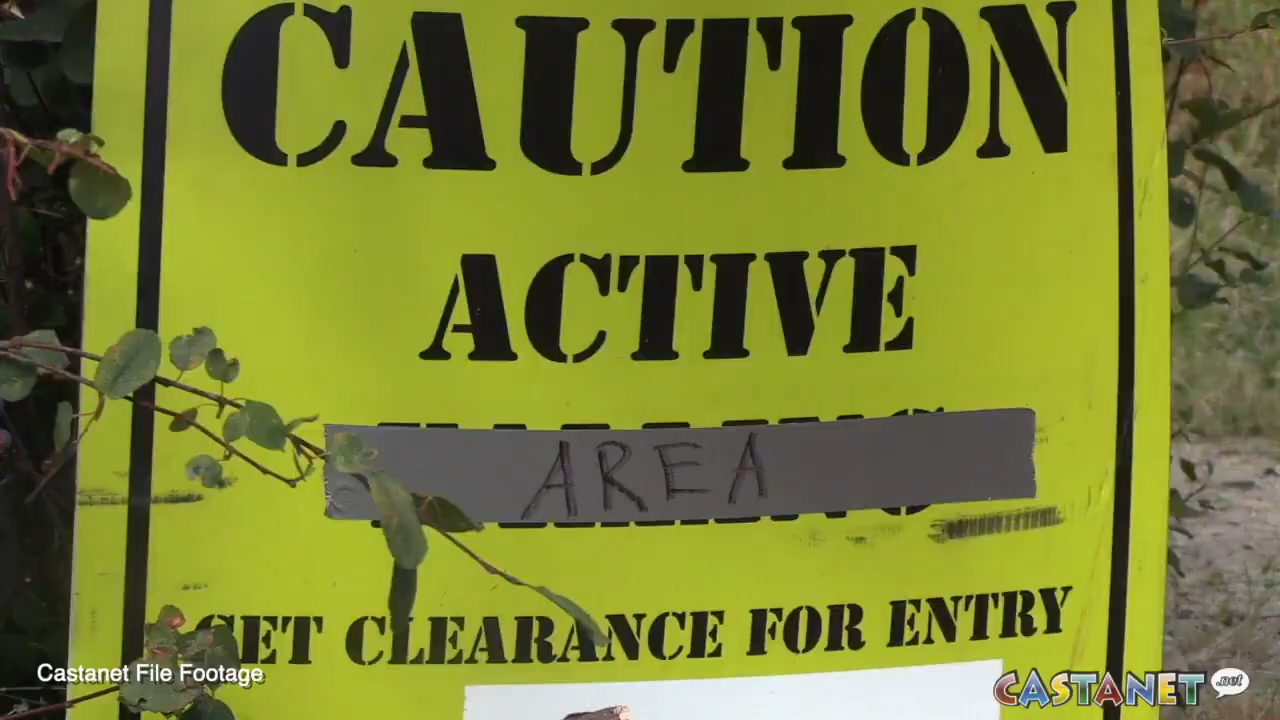 CAUTION
ACTIVE
AREA
GET CLEARANCE FOR ENTRY
Castanet File Footage
CASTANET .net